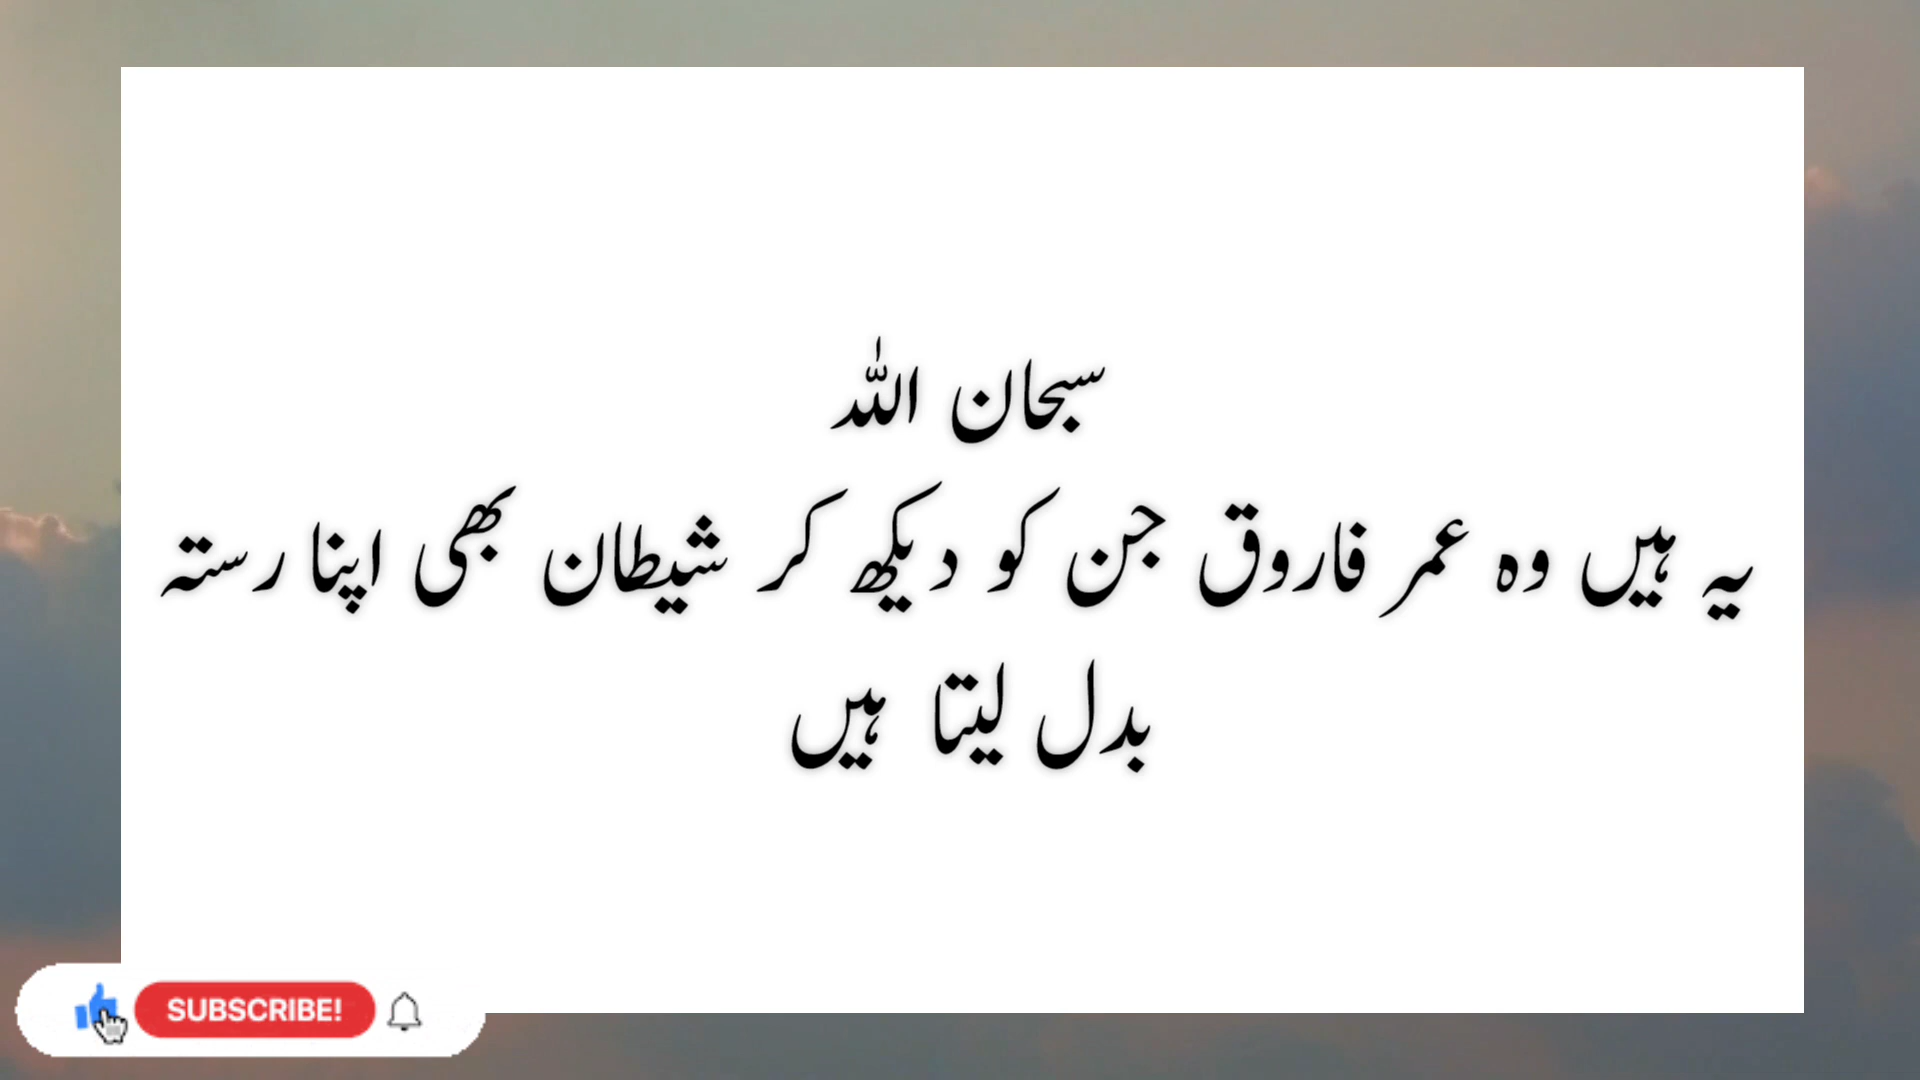 سبحان اللہ
یہ ہیں وہ عمر فاروق جن کو دیکھ کر شیطان بھی اپنا رستہ
بدل لیتا ہیں
SUBSCRIBE!